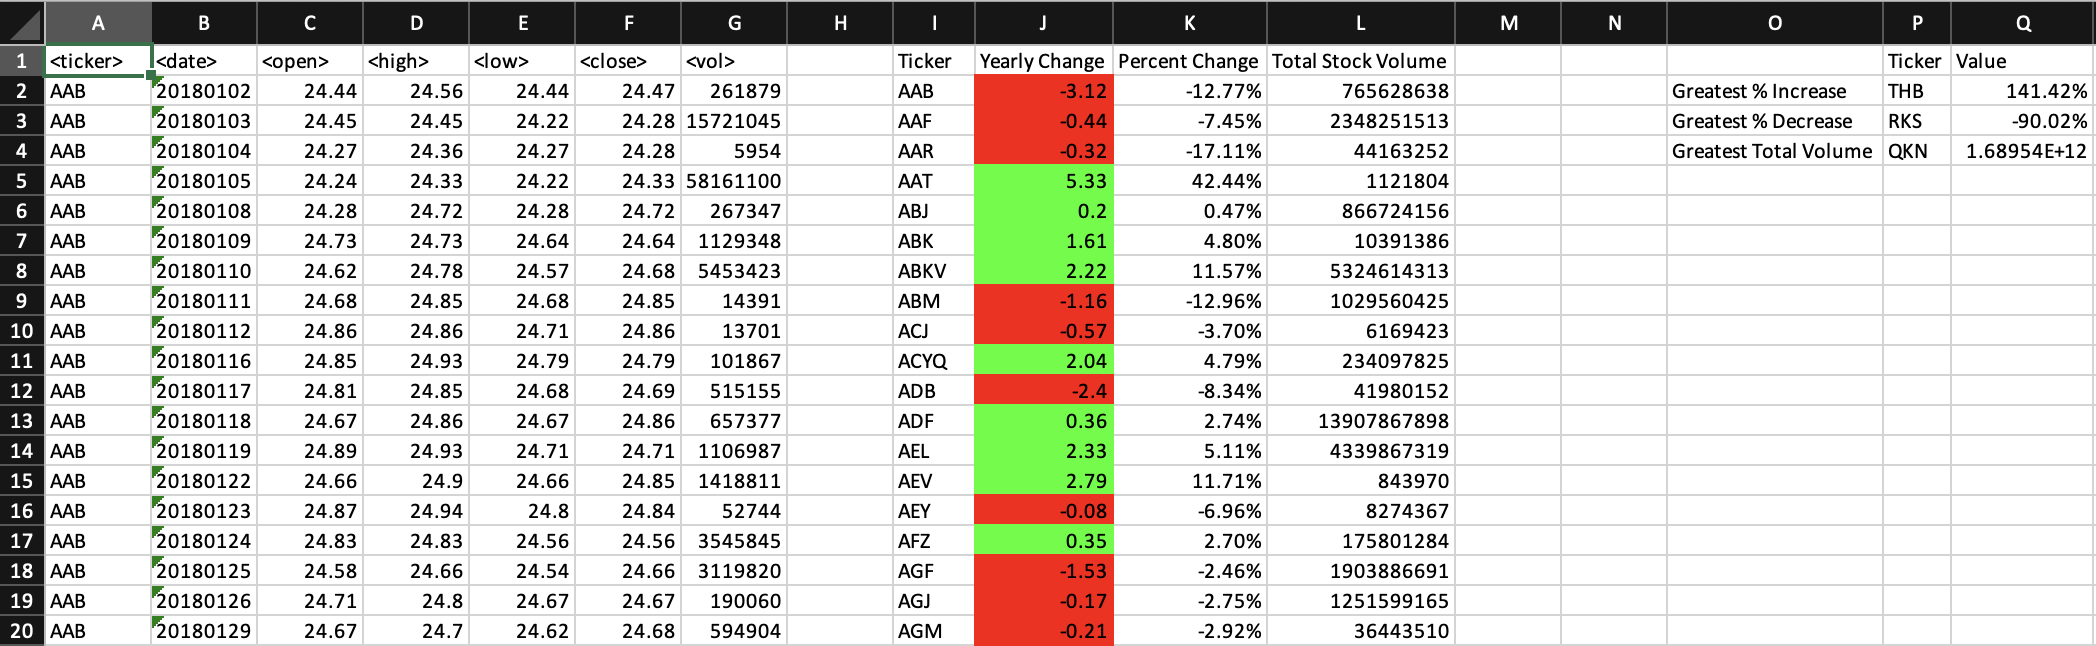 A B C D E F G H I J K L M N O P Q
1 <ticker> <date> <open> <high> <low> <close> <vol> Ticker Yearly Change Percent Change Total Stock Volume Ticker Value
2 AAB 20180102 24.44 24.56 24.44 24.47 261879 AAB -3.12 -12.77% 765628638 Greatest % Increase THB 141.42%
3 AAB 20180103 24.45 24.45 24.22 24.28 15721045 AAF -0.44 -7.45% 2348251513 Greatest % Decrease RKS -90.02%
4 AAB 20180104 24.27 24.36 24.27 24.28 5954 AAR -0.32 -17.11% 44163252 Greatest Total Volume QKN 1.68954E+12
5 AAB 20180105 24.24 24.33 24.22 24.33 58161100 AAT 5.33 42.44% 1121804
6 AAB 20180108 24.28 24.72 24.28 24.72 267347 ABJ 0.2 0.47% 866724156
7 AAB 20180109 24.73 24.73 24.64 24.64 1129348 ABK 1.61 4.80% 10391386
8 AAB 20180110 24.62 24.78 24.57 24.68 5453423 ABKV 2.22 11.57% 5324614313
9 AAB 20180111 24.68 24.85 24.68 24.85 14391 ABM -1.16 -12.96% 1029560425
10 AAB 20180112 24.86 24.86 24.71 24.86 13701 ACJ -0.57 -3.70% 6169423
11 AAB 20180116 24.85 24.93 24.79 24.79 101867 ACYQ 2.04 4.79% 234097825
12 AAB 20180117 24.81 24.85 24.68 24.69 515155 ADB -2.4 -8.34% 41980152
13 AAB 20180118 24.67 24.86 24.67 24.86 657377 ADF 0.36 2.74% 13907867898
14 AAB 20180119 24.89 24.93 24.71 24.71 1106987 AEL 2.33 5.11% 4339867319
15 AAB 20180122 24.66 24.9 24.66 24.85 1418811 AEV 2.79 11.71% 843970
16 AAB 20180123 24.87 24.94 24.8 24.84 52744 AEY -0.08 -6.96% 8274367
17 AAB 20180124 24.83 24.83 24.56 24.56 3545845 AFZ 0.35 2.70% 175801284
18 AAB 20180125 24.58 24.66 24.54 24.66 3119820 AGF -1.53 -2.46% 1903886691
19 AAB 20180126 24.71 24.8 24.67 24.67 190060 AGJ -0.17 -2.75% 1251599165
20 AAB 20180129 24.67 24.7 24.62 24.68 594904 AGM -0.21 -2.92% 36443510